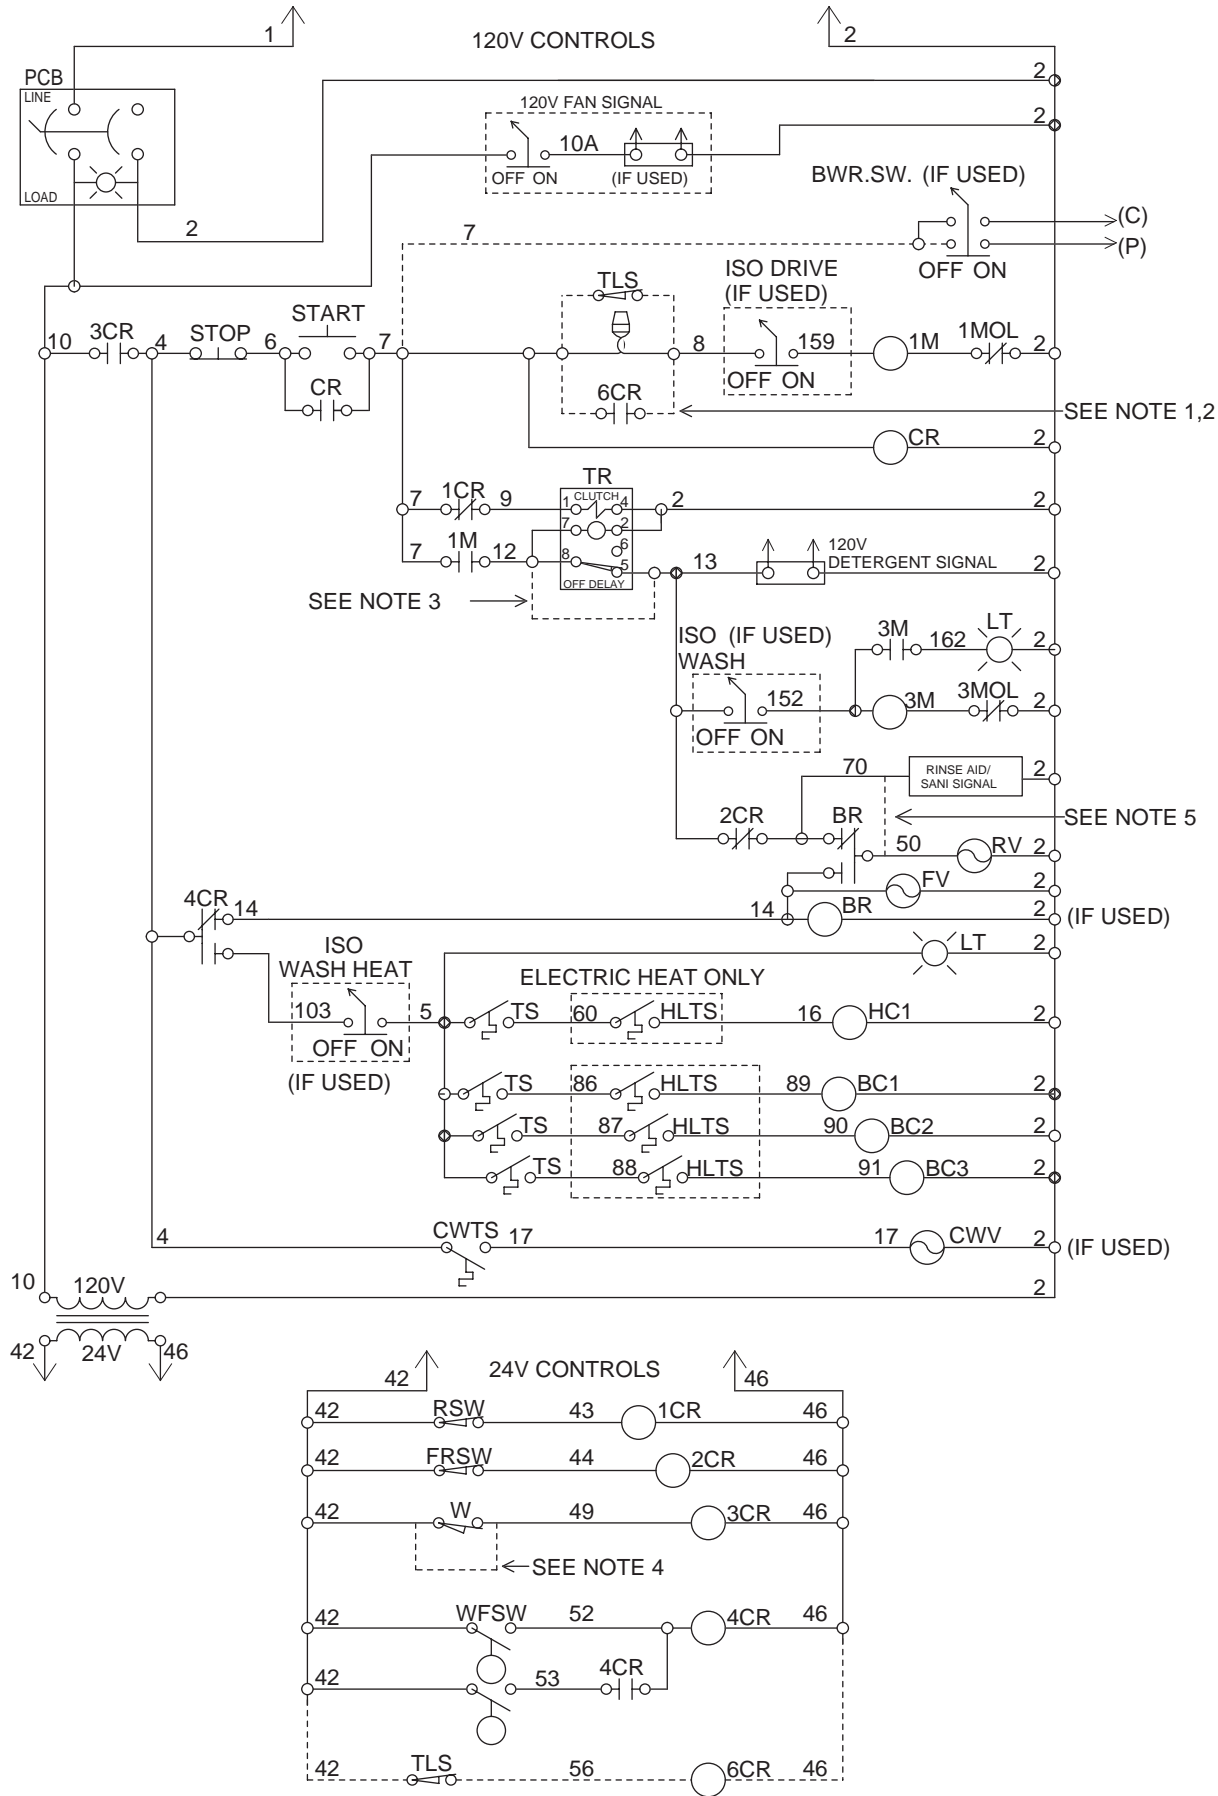 1
120V CONTROLS
2
PCB
LINE
LOAD
2
2
120V FAN SIGNAL
2
10A
OFF ON
(IF USED)
BWR.SW. (IF USED)
(C)
(P)
OFF ON
2
7
TLS
ISO DRIVE
(IF USED)
10
3CR
4
STOP
6
START
7
8
159
1M
1MOL
2
OFF ON
CR
6CR
SEE NOTE 1,2
CR
2
TR
7
1CR
9
1
CLUTCH
4
2
2
7
2
6
7
1M
12
8
5
OFF DELAY
13
120V
DETERGENT SIGNAL
2
SEE NOTE 3
ISO (IF USED)
WASH
3M
162
LT
2
152
3M
3MOL
2
OFF ON
70
RINSE AID/
SANI SIGNAL
2
2CR
BR
SEE NOTE 5
50
RV
2
FV
2
4CR
14
14
BR
2
(IF USED)
ISO
WASH HEAT
LT
2
ELECTRIC HEAT ONLY
103
5
TS
60
HLTS
16
HC1
2
OFF ON
(IF USED)
TS
86
HLTS
89
BC1
2
TS
87
HLTS
90
BC2
2
TS
88
HLTS
91
BC3
2
4
CWTS
17
17
CWV
2
(IF USED)
10
120V
2
42
24V
46
42
24V CONTROLS
46
42
RSW
43
1CR
46
42
FRSW
44
2CR
46
42
W
49
3CR
46
SEE NOTE 4
42
WFSW
52
4CR
46
42
53
4CR
42
TLS
56
6CR
46